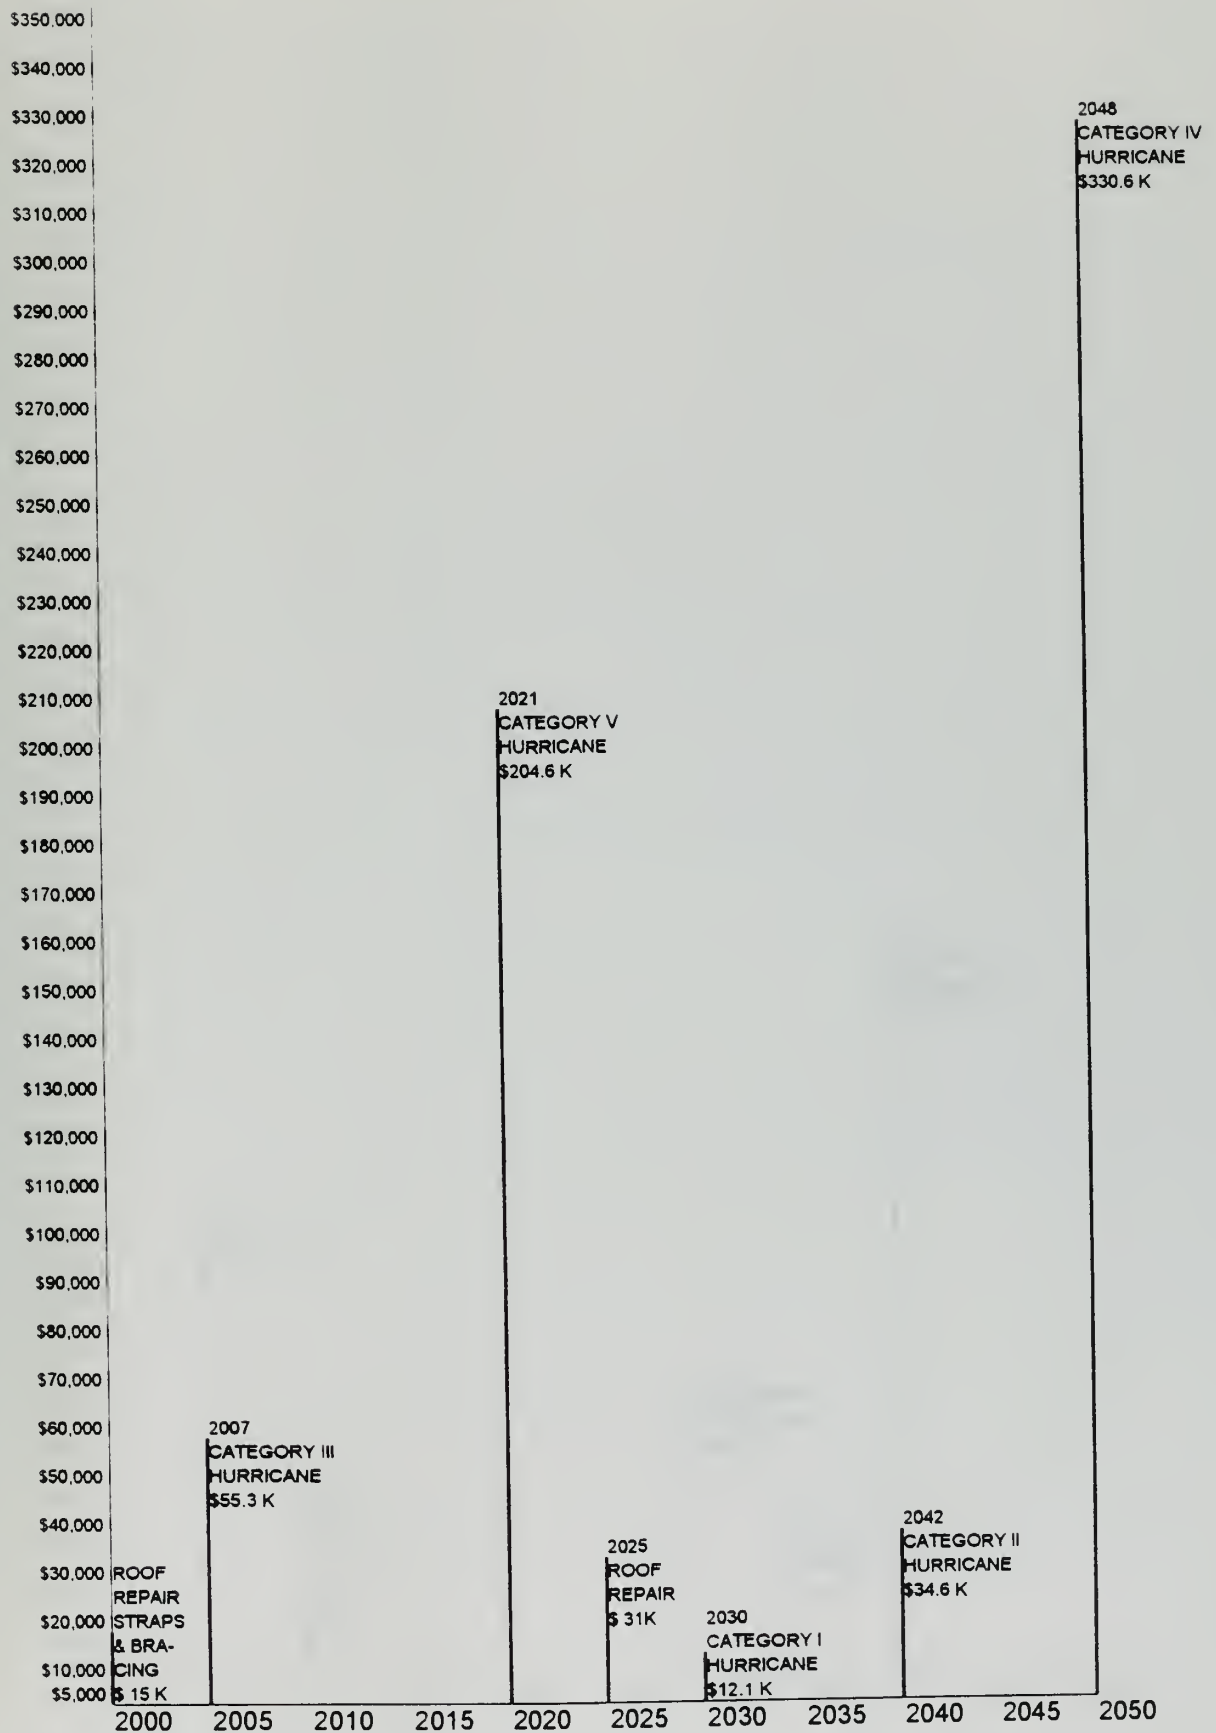 $350,000
$340,000
$330,000
$320,000
$310,000
$300,000
$290,000
$280,000
$270,000
$260,000
$250,000
$240,000
$230,000
$220,000
$210,000
$200,000
$190,000
$180,000
$170,000
$160,000
$150,000
$140,000
$130,000
$120,000
$110,000
$100,000
$90,000
$80,000
$70,000
$60,000
$50,000
$40,000
$30,000
$20,000
$10,000
$5,000
ROOF
REPAIR
STRAPS
& BRA-
CING
$ 15 K
2007
CATEGORY III
HURRICANE
$55.3 K
2021
CATEGORY V
HURRICANE
$204.6 K
2025
ROOF
REPAIR
$ 31K
2030
CATEGORY I
HURRICANE
$12.1 K
2042
CATEGORY II
HURRICANE
$34.6 K
2048
CATEGORY IV
HURRICANE
$330.6 K
2000 2005 2010 2015 2020 2025 2030 2035 2040 2045 2050